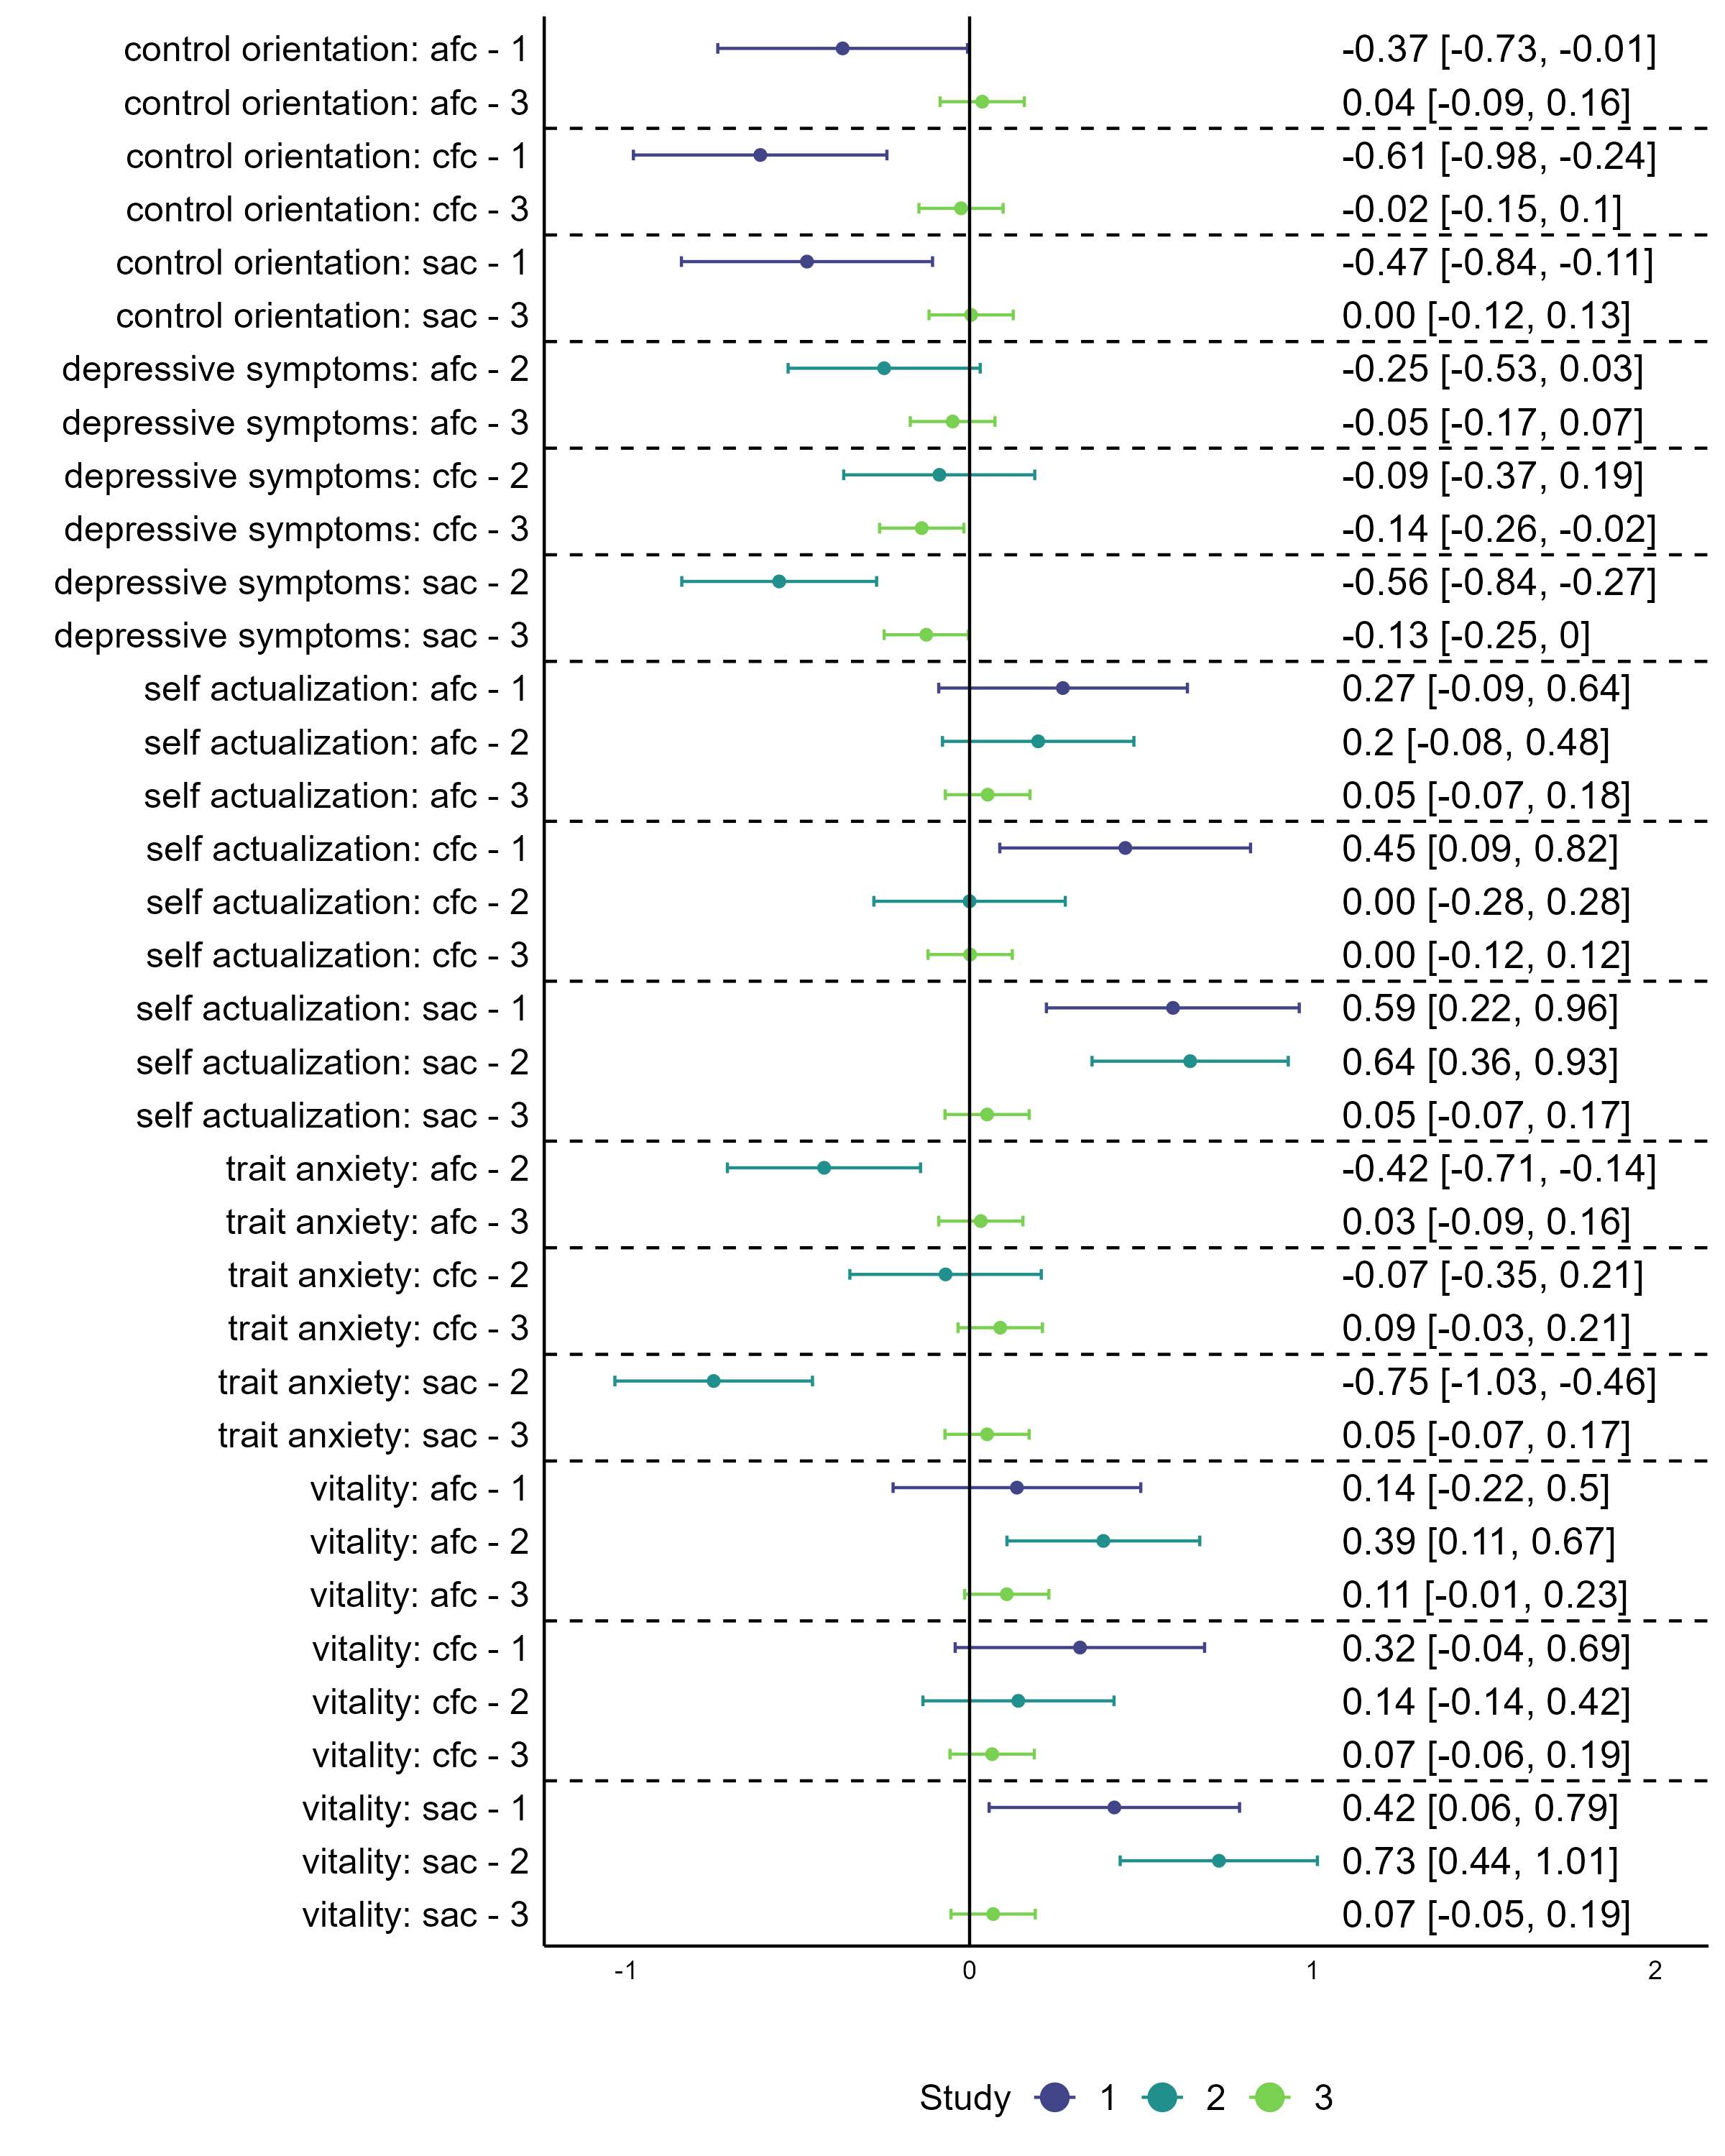 control orientation: afc - 1 -0.37 [-0.73, -0.01]
control orientation: afc - 3 0.04 [-0.09, 0.16]
control orientation: cfc - 1 -0.61 [-0.98, -0.24]
control orientation: cfc - 3 -0.02 [-0.15, 0.1]
control orientation: sac - 1 -0.47 [-0.84, -0.11]
control orientation: sac - 3 0.00 [-0.12, 0.13]
depressive symptoms: afc - 2 -0.25 [-0.53, 0.03]
depressive symptoms: afc - 3 -0.05 [-0.17, 0.07]
depressive symptoms: cfc - 2 -0.09 [-0.37, 0.19]
depressive symptoms: cfc - 3 -0.14 [-0.26, -0.02]
depressive symptoms: sac - 2 -0.56 [-0.84, -0.27]
depressive symptoms: sac - 3 -0.13 [-0.25, 0]
self actualization: afc - 1 0.27 [-0.09, 0.64]
self actualization: afc - 2 0.2 [-0.08, 0.48]
self actualization: afc - 3 0.05 [-0.07, 0.18]
self actualization: cfc - 1 0.45 [0.09, 0.82]
self actualization: cfc - 2 0.00 [-0.28, 0.28]
self actualization: cfc - 3 0.00 [-0.12, 0.12]
self actualization: sac - 1 0.59 [0.22, 0.96]
self actualization: sac - 2 0.64 [0.36, 0.93]
self actualization: sac - 3 0.05 [-0.07, 0.17]
trait anxiety: afc - 2 -0.42 [-0.71, -0.14]
trait anxiety: afc - 3 0.03 [-0.09, 0.16]
trait anxiety: cfc - 2 -0.07 [-0.35, 0.21]
trait anxiety: cfc - 3 0.09 [-0.03, 0.21]
trait anxiety: sac - 2 -0.75 [-1.03, -0.46]
trait anxiety: sac - 3 0.05 [-0.07, 0.17]
vitality: afc - 1 0.14 [-0.22, 0.5]
vitality: afc - 2 0.39 [0.11, 0.67]
vitality: afc - 3 0.11 [-0.01, 0.23]
vitality: cfc - 1 0.32 [-0.04, 0.69]
vitality: cfc - 2 0.14 [-0.14, 0.42]
vitality: cfc - 3 0.07 [-0.06, 0.19]
vitality: sac - 1 0.42 [0.06, 0.79]
vitality: sac - 2 0.73 [0.44, 1.01]
vitality: sac - 3 0.07 [-0.05, 0.19]
-1 0 1 2
Study 1 2 3